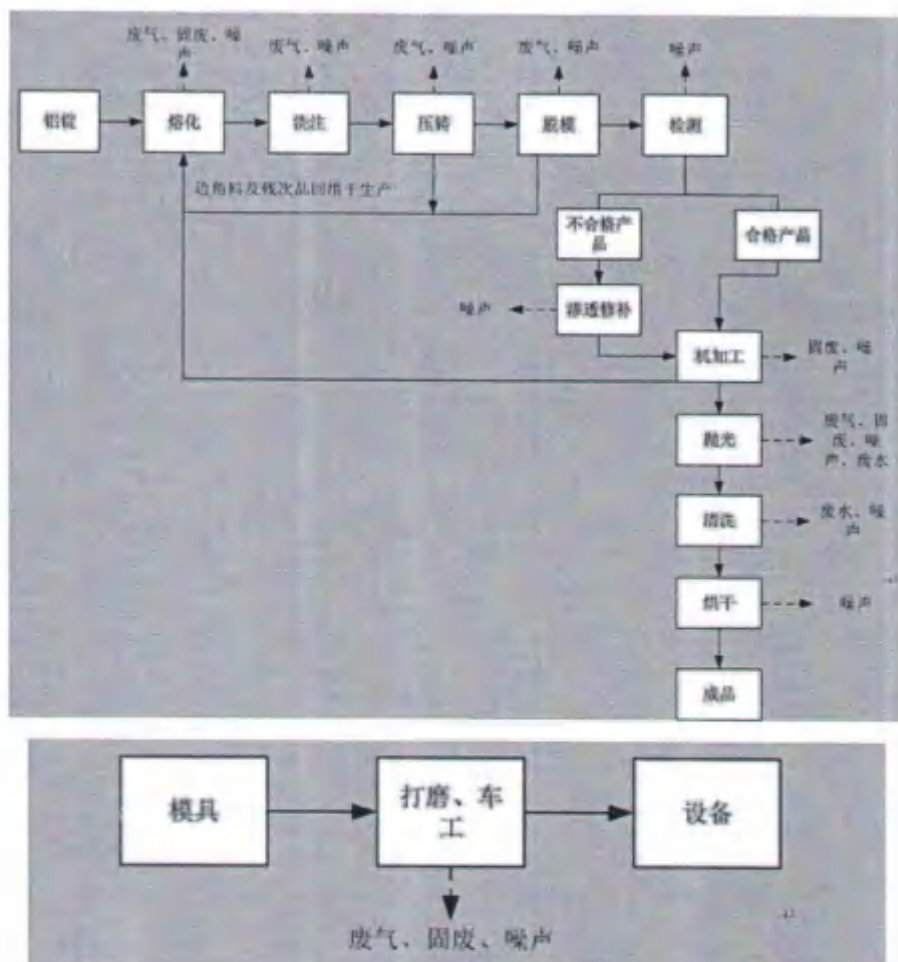 废气、固废、噪
声
废气、噪声
废气、噪声
废气、噪声
噪声
铝锭
熔化
浇注
压铸
脱模
检测
边角料及残次品回用于生产
不合格产
品
合格产品
噪声
渗透修补
机加工
固废、噪
声
抛光
废气、固
废、噪
声、废水
清洗
废水、噪
声
烘干
噪声
成品
模具
打磨、车
工
设备
废气、固废、噪声